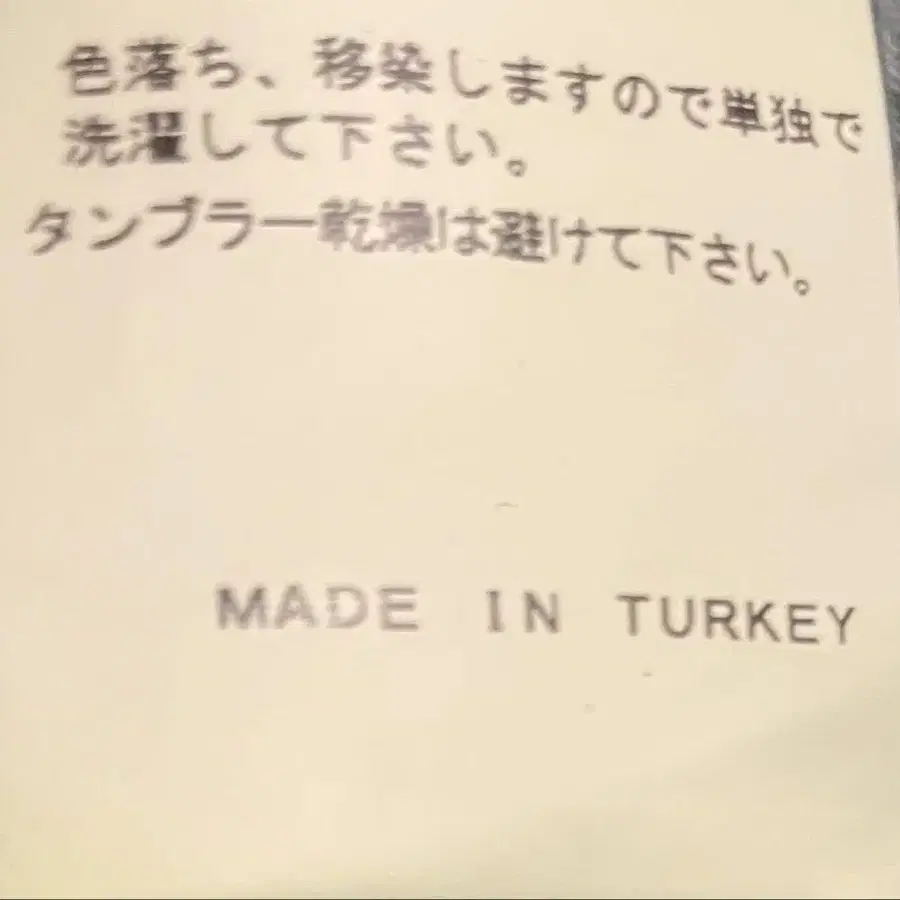 色落ち、移染しますので単独で
洗濯して下さい。
タンブラー乾燥は避けて下さい。
MADE IN TURKEY